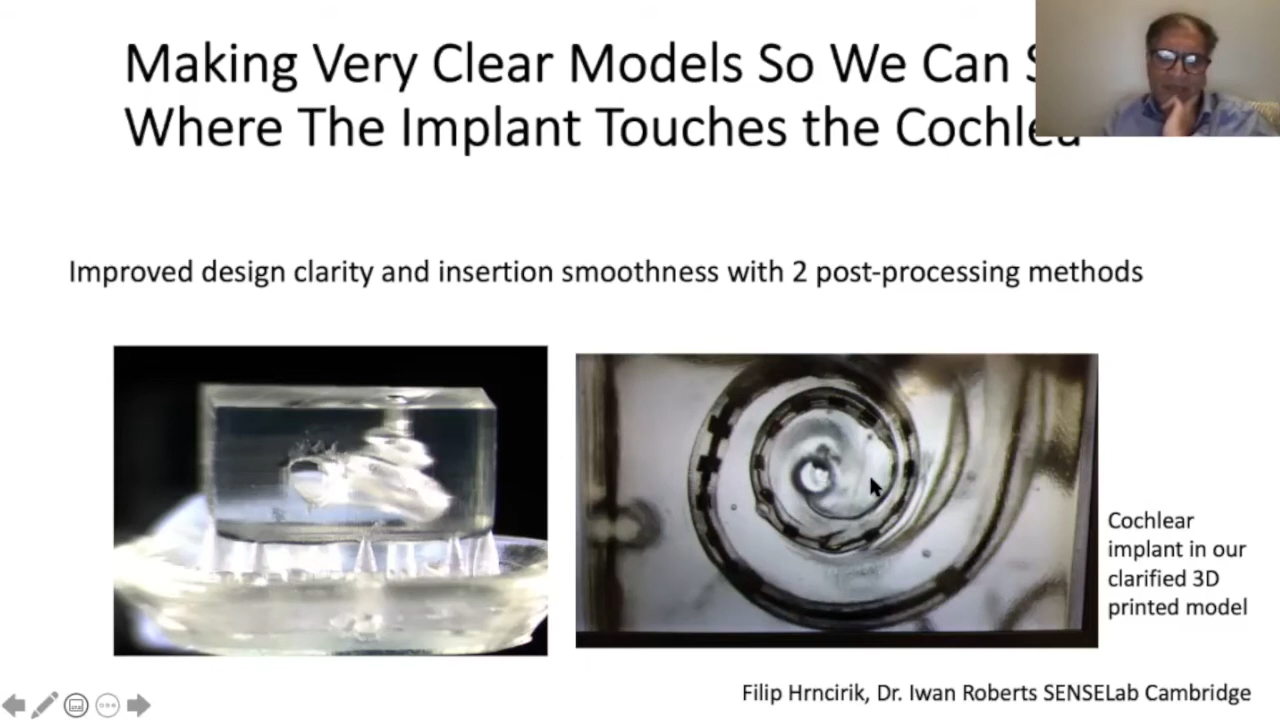 Making Very Clear Models So We Can
Where The Implant Touches the Cochlea
Improved design clarity and insertion smoothness with 2 post-processing methods
Cochlear
implant in our
clarified 3D
printed model
Filip Hrncirik, Dr. Iwan Roberts SENSELab Cambridge